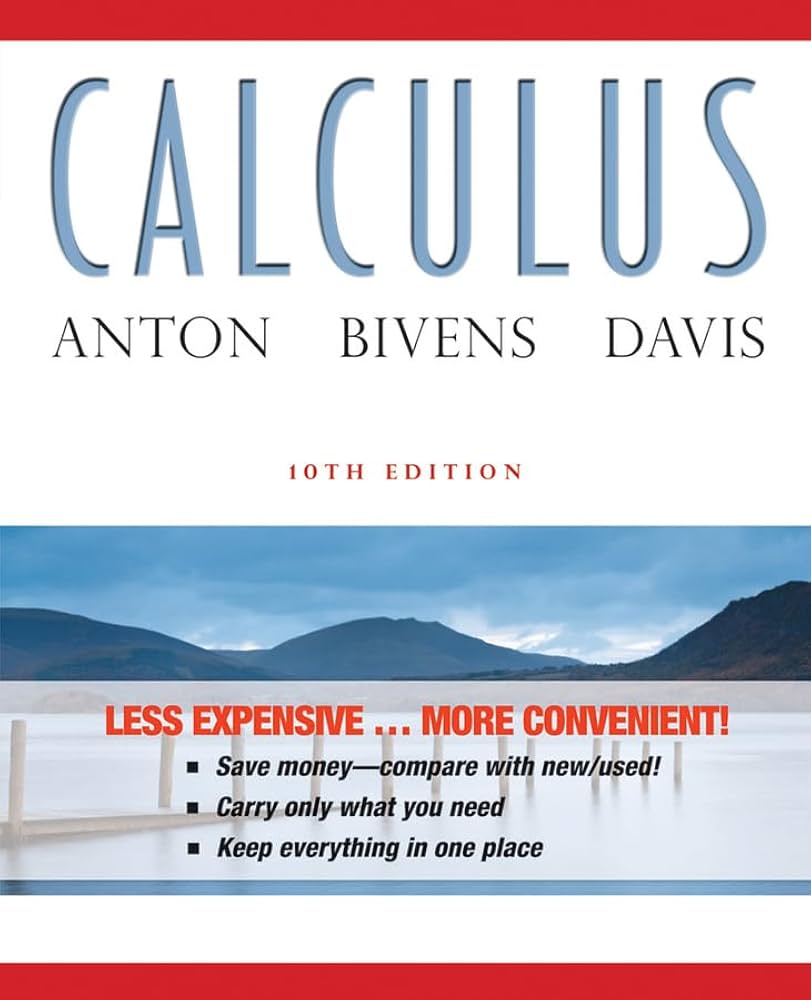 CALCULUS
ANTON BIVENS DAVIS
10TH EDITION
LESS EXPENSIVE ... MORE CONVENIENT!
▪ Save money—compare with new/used!
▪ Carry only what you need
▪ Keep everything in one place